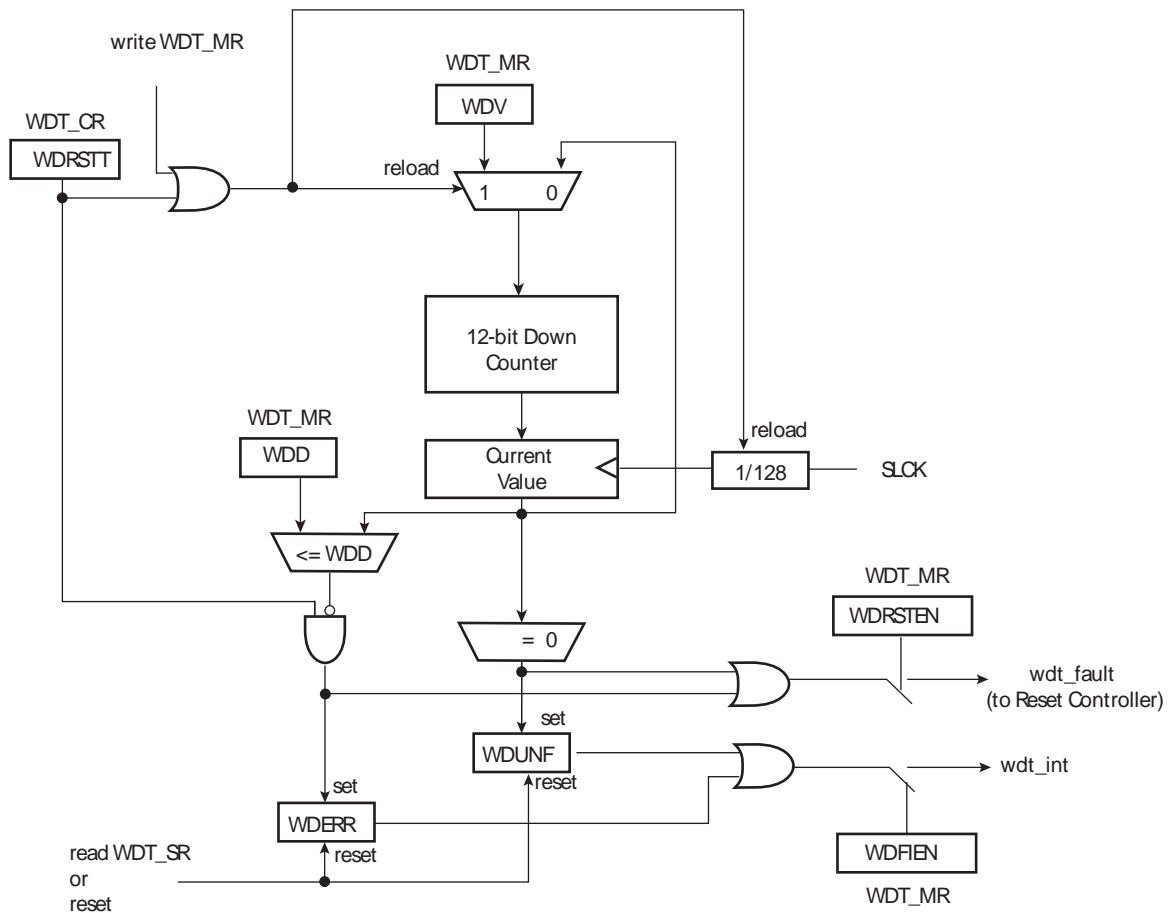 write WDT_MR
WDT_MR
WDV
WDT_CR
WDRSTT
reload
1 0
12-bit Down
Counter
WDT_MR
WDD
reload
Current
Value
1/128
SLCK
<= WDD
WDT_MR
WDRSTEN
= 0
wdt_fault
(to Reset Controller)
set
WDUNF
reset
wdt_int
set
WDERR
reset
WDFIEN
WDT_MR
read WDT_SR
or
reset